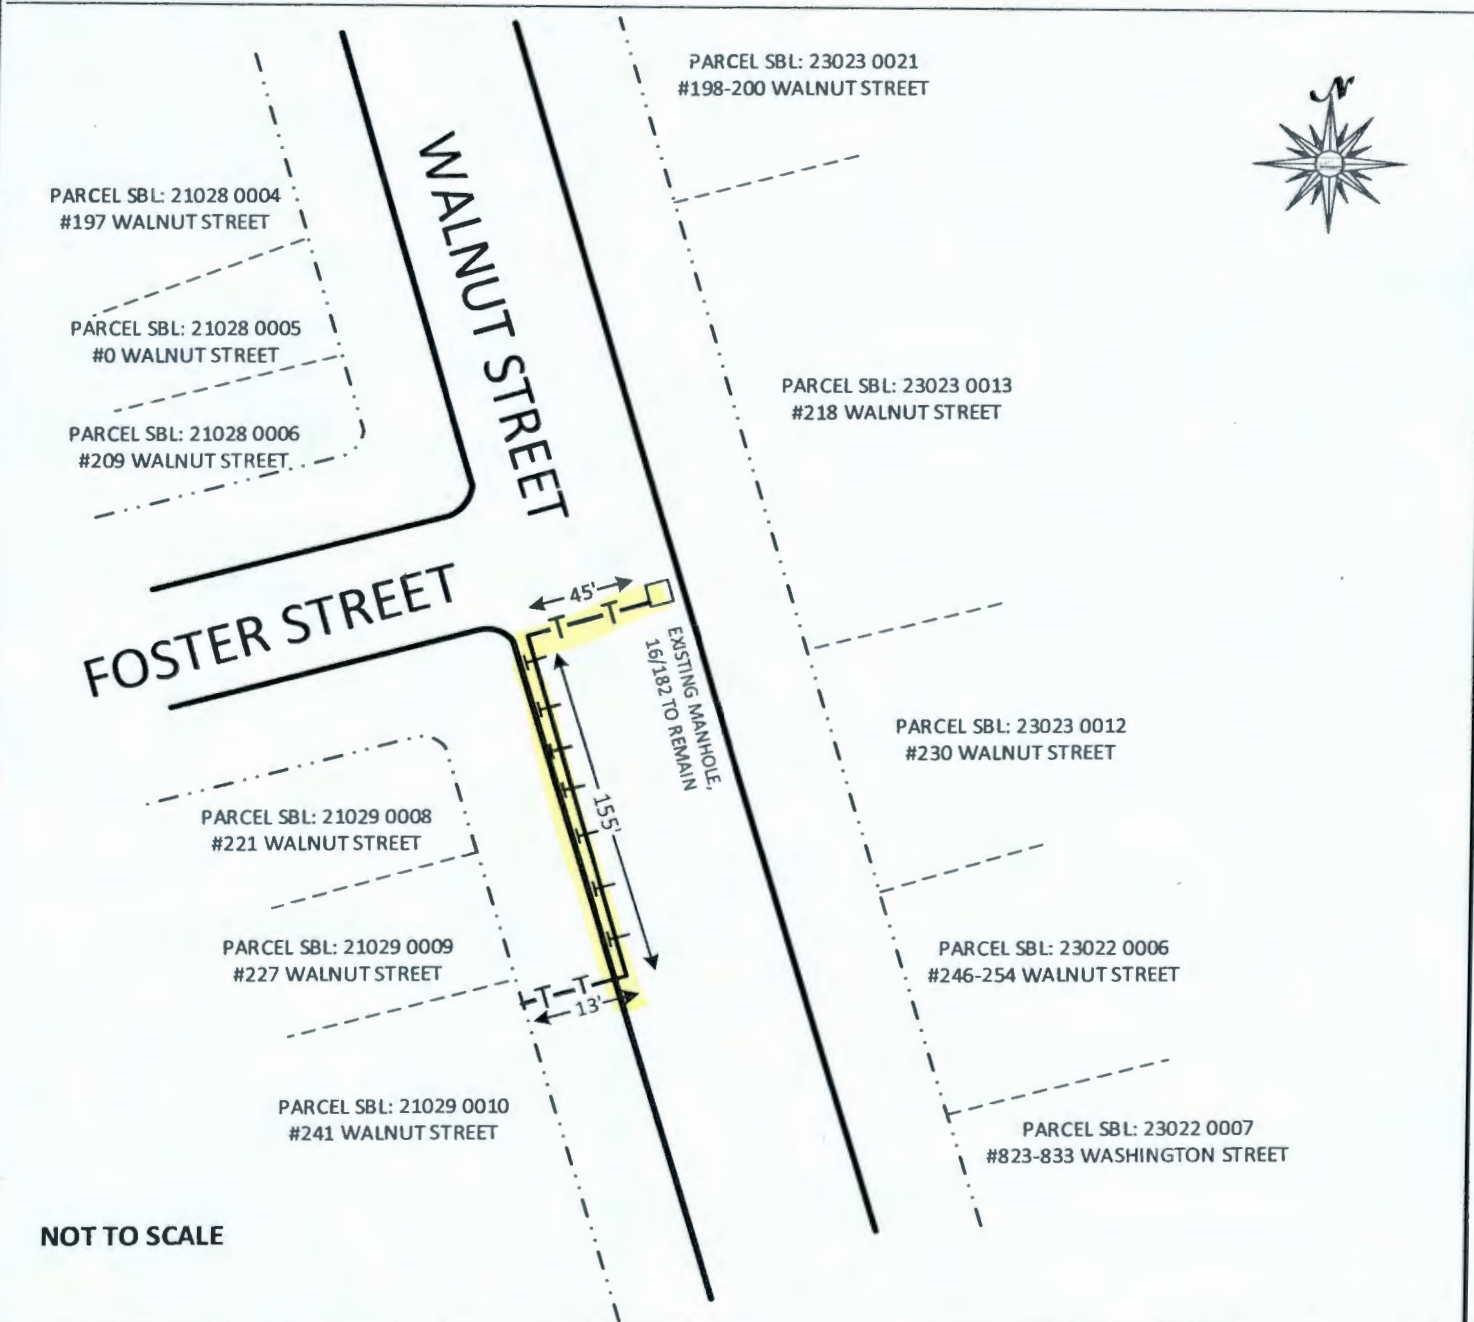 PARCEL SBL: 23023 0021
#198-200 WALNUT STREET
N
WALNUT STREET
PARCEL SBL: 21028 0004
#197 WALNUT STREET
PARCEL SBL: 21028 0005
#0 WALNUT STREET
PARCEL SBL: 23023 0013
#218 WALNUT STREET
PARCEL SBL: 21028 0006
#209 WALNUT STREET
FOSTER STREET
45'
T T
EXISTING MANHOLE,
16/182 TO REMAIN
T
T
T
T
T
T
T
155'
PARCEL SBL: 23023 0012
#230 WALNUT STREET
PARCEL SBL: 21029 0008
#221 WALNUT STREET
PARCEL SBL: 21029 0009
#227 WALNUT STREET
PARCEL SBL: 23022 0006
#246-254 WALNUT STREET
T T
13'
PARCEL SBL: 21029 0010
#241 WALNUT STREET
PARCEL SBL: 23022 0007
#823-833 WASHINGTON STREET
NOT TO SCALE